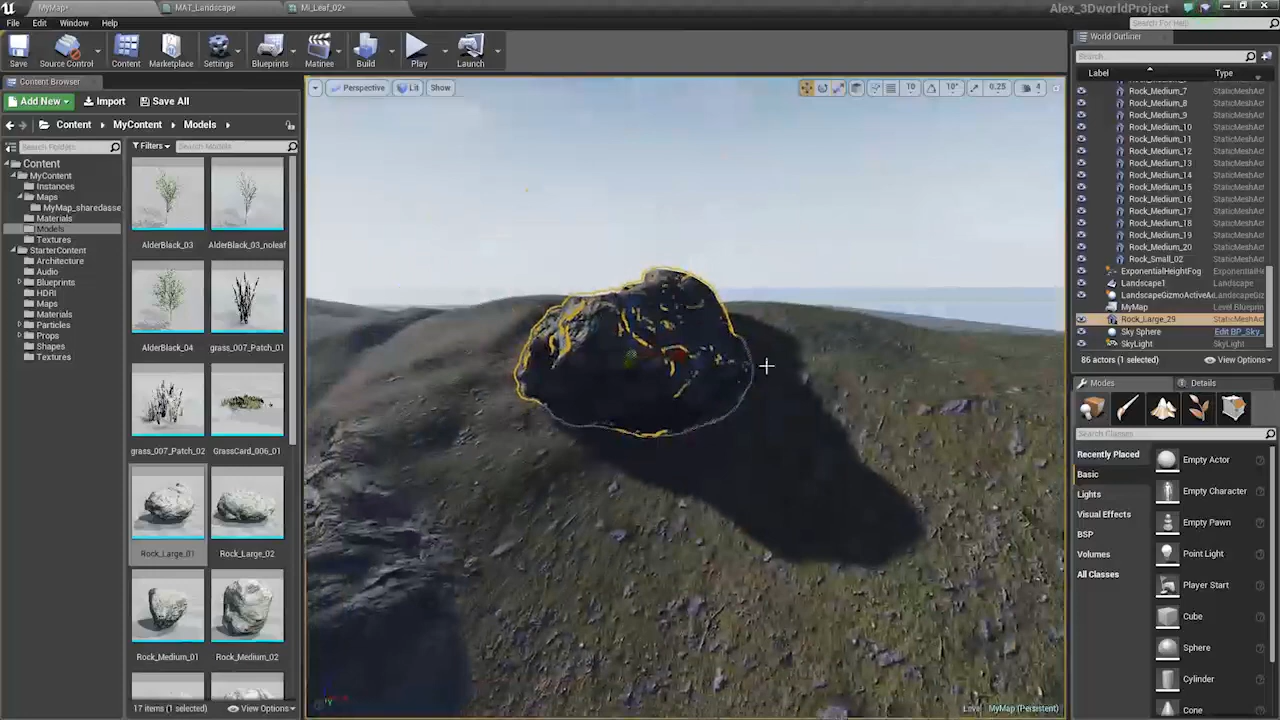 MyMap*
MAT_Landscape
Mi_Leaf_02*
Alex_3DworldProject
File
Edit
Window
Help
Search For Help
Save
Source Control
Content
Marketplace
Settings
Blueprints
Matinee
Build
Play
Launch
Content Browser
Add New
Import
Save All
Content
MyContent
Models
Search Folders
Filters
Search Models
Content
MyContent
Instances
Maps
MyMap_sharedasse
Materials
Models
Textures
StarterContent
Architecture
Audio
Blueprints
HDRI
Maps
Materials
Particles
Props
Shapes
Textures
AlderBlack_03
AlderBlack_03_noleaf
AlderBlack_04
grass_007_Patch_01
grass_007_Patch_02
GrassCard_006_01
Rock_Large_01
Rock_Large_02
Rock_Medium_01
Rock_Medium_02
17 items (1 selected)
View Options
Perspective
Lit
Show
10
10°
0.25
4
MyMap (Persistent)
World Outliner
Search...
Label
Type
Rock_Medium_7 StaticMeshAct
Rock_Medium_8 StaticMeshAct
Rock_Medium_9 StaticMeshAct
Rock_Medium_10 StaticMeshAct
Rock_Medium_11 StaticMeshAct
Rock_Medium_12 StaticMeshAct
Rock_Medium_13 StaticMeshAct
Rock_Medium_14 StaticMeshAct
Rock_Medium_15 StaticMeshAct
Rock_Medium_16 StaticMeshAct
Rock_Medium_17 StaticMeshAct
Rock_Medium_18 StaticMeshAct
Rock_Medium_19 StaticMeshAct
Rock_Medium_20 StaticMeshAct
Rock_Small_02 StaticMeshAct
ExponentialHeightFog ExponentialHe
Landscape1 Landscape
LandscapeGizmoActiveAc LandscapeGiz
MyMap Level Blueprin
Rock_Large_29 StaticMeshAct
Sky Sphere Edit BP_Sky_
SkyLight SkyLight
86 actors (1 selected)
View Options
Modes
Details
Search Classes
Recently Placed
Basic
Lights
Visual Effects
BSP
Volumes
All Classes
Empty Actor
Empty Character
Empty Pawn
Point Light
Player Start
Cube
Sphere
Cylinder
Cone